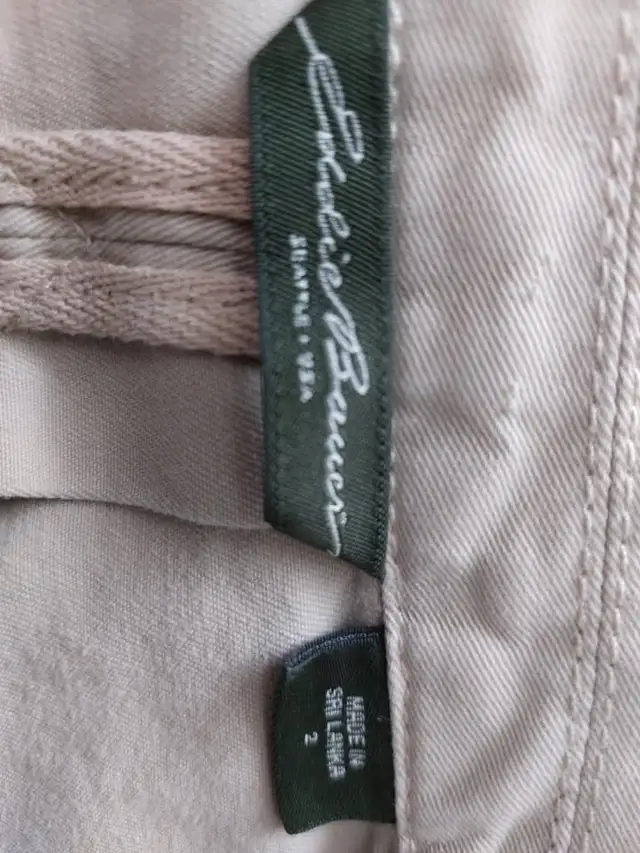 Eddie Bauer
SEATTLE • USA
MADE IN
SRI LANKA
2